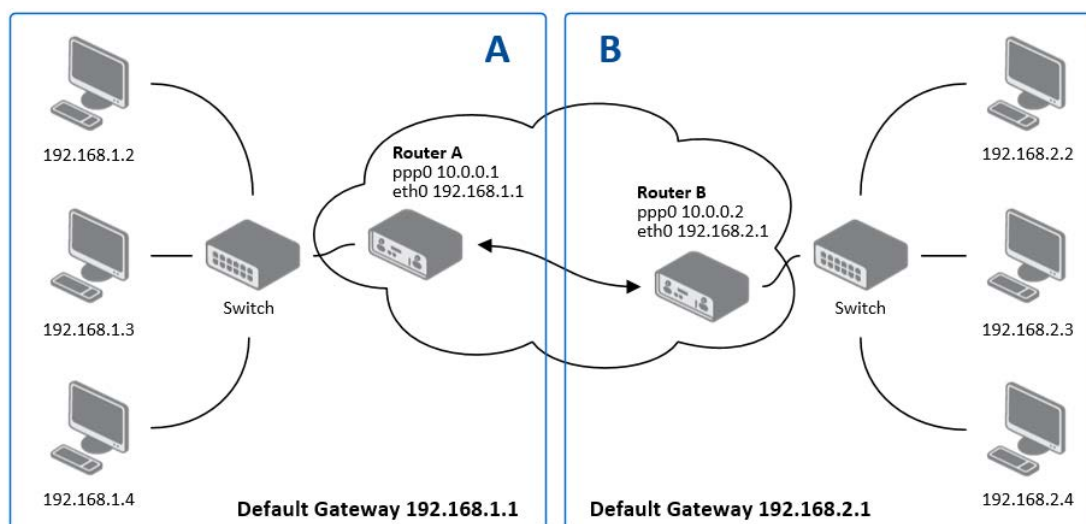 A
B
192.168.1.2
192.168.1.3
192.168.1.4
Switch
Router A
ppp0 10.0.0.1
eth0 192.168.1.1
Default Gateway 192.168.1.1
Router B
ppp0 10.0.0.2
eth0 192.168.2.1
Switch
192.168.2.2
192.168.2.3
192.168.2.4
Default Gateway 192.168.2.1